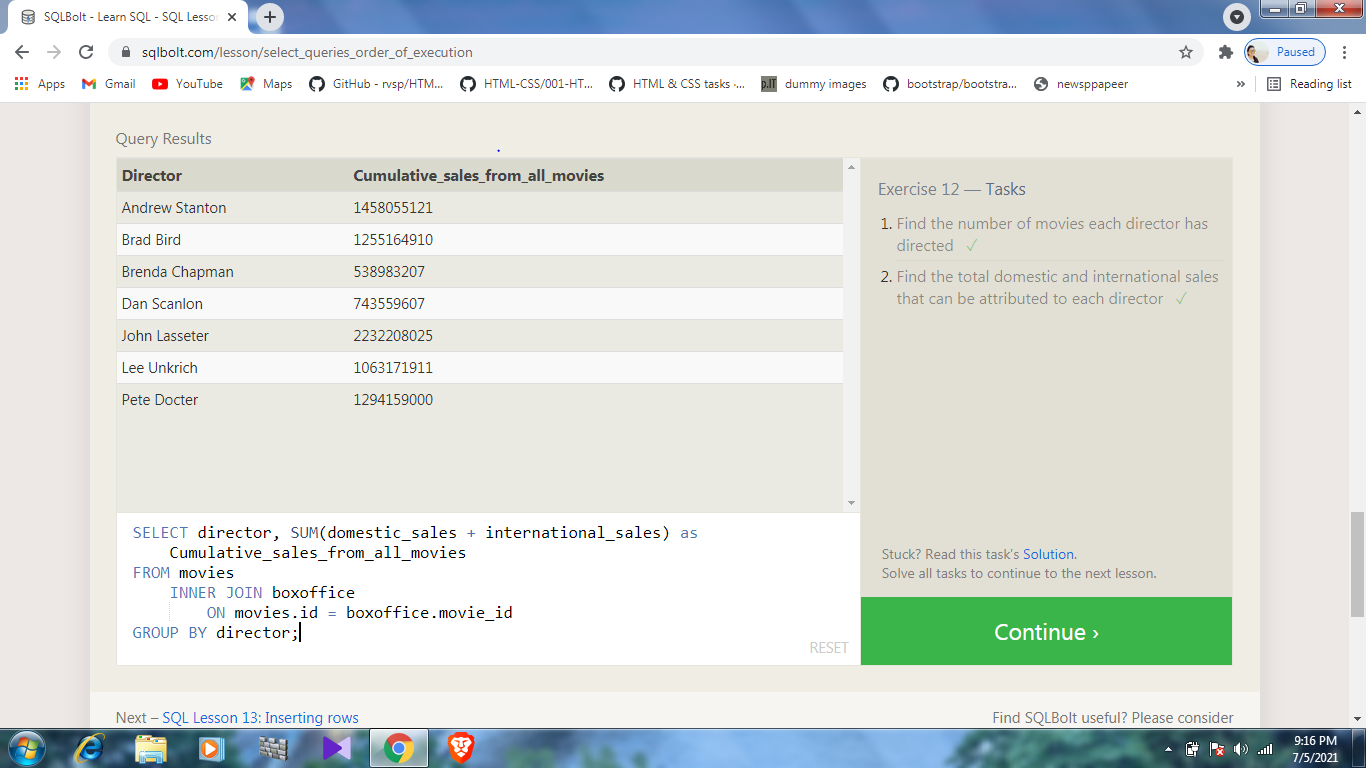 SQLBolt - Learn SQL - SQL Lesson
sqlbolt.com/lesson/select_queries_order_of_execution
Paused
Apps
Gmail
YouTube
Maps
GitHub - rvsp/HTM...
HTML-CSS/001-HT...
HTML & CSS tasks ·...
p.IT
dummy images
bootstrap/bootstra...
newsppapeer
»
Reading list
Query Results
Director Cumulative_sales_from_all_movies
Andrew Stanton 1458055121
Brad Bird 1255164910
Brenda Chapman 538983207
Dan Scanlon 743559607
John Lasseter 2232208025
Lee Unkrich 1063171911
Pete Docter 1294159000
SELECT director, SUM(domestic_sales + international_sales) as
Cumulative_sales_from_all_movies
FROM movies
INNER JOIN boxoffice
ON movies.id = boxoffice.movie_id
GROUP BY director;
RESET
Exercise 12 — Tasks
1. Find the number of movies each director has
directed ✓
2. Find the total domestic and international sales
that can be attributed to each director ✓
Stuck? Read this task's Solution.
Solve all tasks to continue to the next lesson.
Continue ›
Next – SQL Lesson 13: Inserting rows
Find SQLBolt useful? Please consider
9:16 PM
7/5/2021